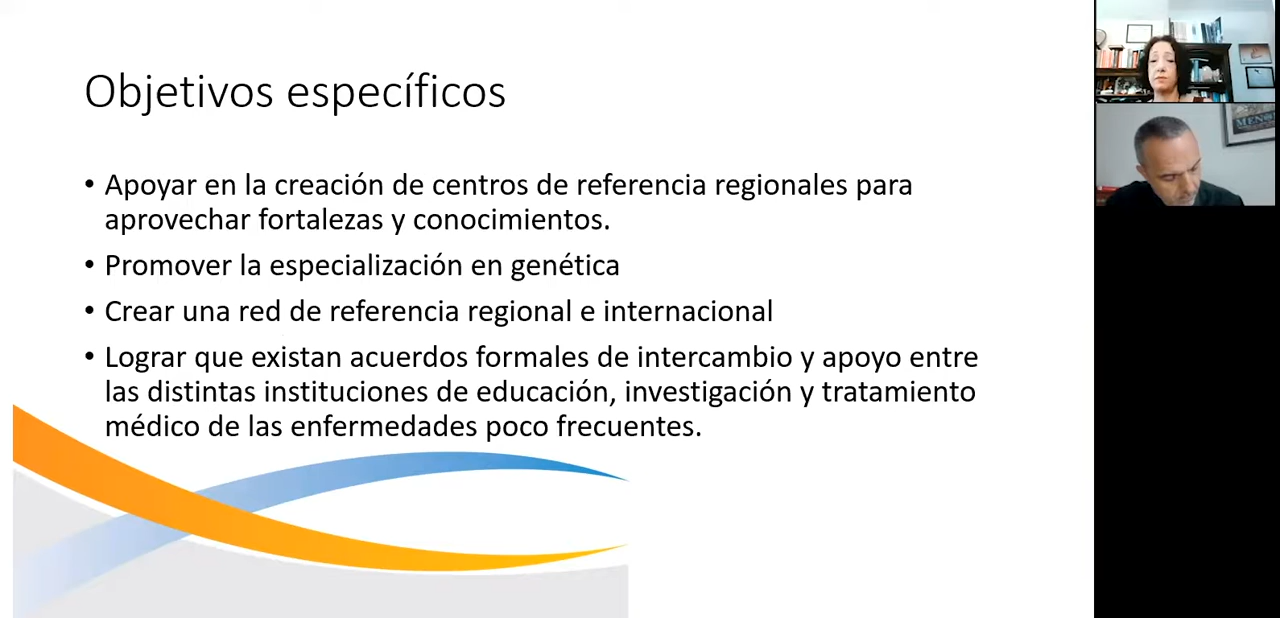 Objetivos específicos
• Apoyar en la creación de centros de referencia regionales para
aprovechar fortalezas y conocimientos.
• Promover la especialización en genética
• Crear una red de referencia regional e internacional
• Lograr que existan acuerdos formales de intercambio y apoyo entre
las distintas instituciones de educación, investigación y tratamiento
médico de las enfermedades poco frecuentes.